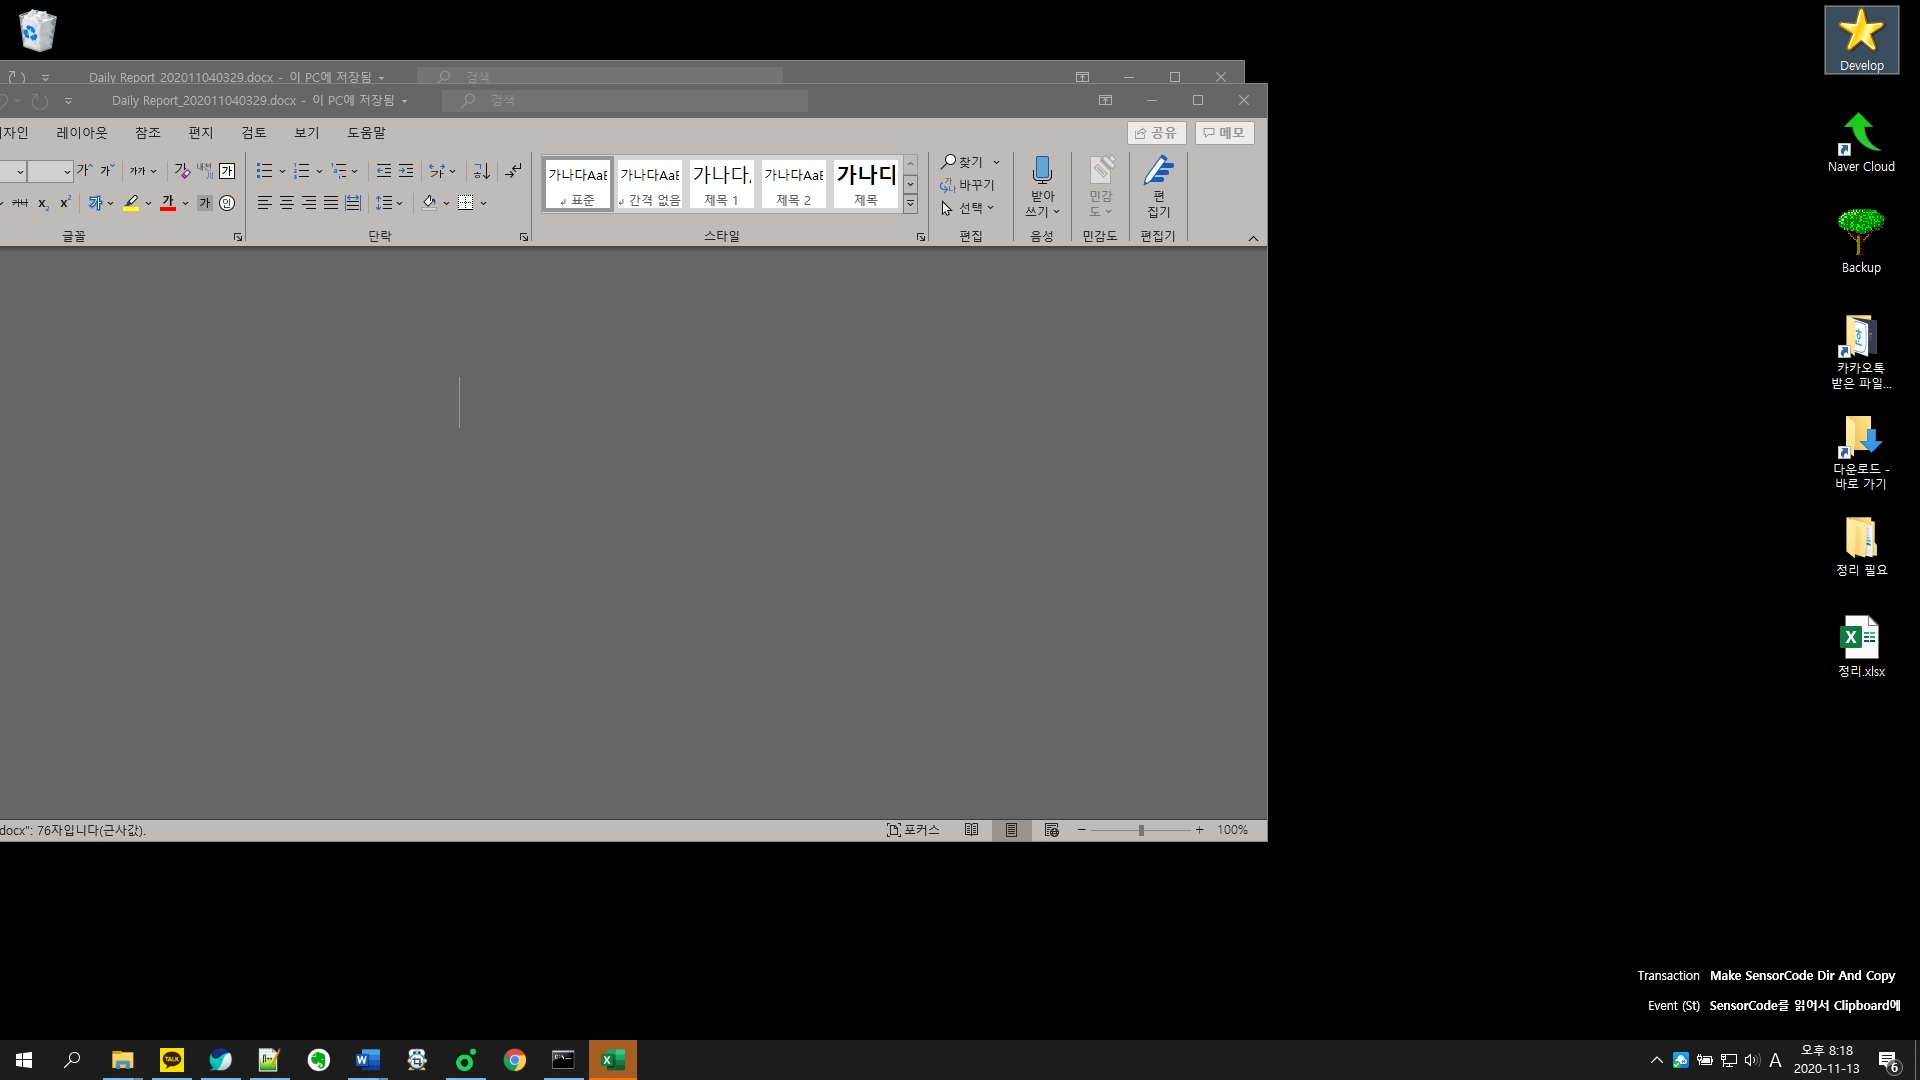 Daily Report 202011040329.docx - 이 PC에 저장됨
검색
Daily Report_202011040329.docx - 이 PC에 저장됨
검색
자인 레이아웃 참조 편지 검토 보기 도움말
공유 메모
가나다AaB
표준
가나다AaB
간격 없음
가나다
제목 1
가나다AaB
제목 2
가나다
제목
찾기
바꾸기
선택
받아
쓰기
민감
도
편
집기
글꼴 단락 스타일 편집 음성 민감도 편집기
docx": 76자입니다(근사값).
포커스
100%
Develop
Naver Cloud
Backup
카카오톡
받은 파일...
다운로드 -
바로 가기
정리 필요
정리.xlsx
Transaction Make SensorCode Dir And Copy
Event (St) SensorCode를 읽어서 Clipboard에
TALK
A
오후 8:18
2020-11-13
6